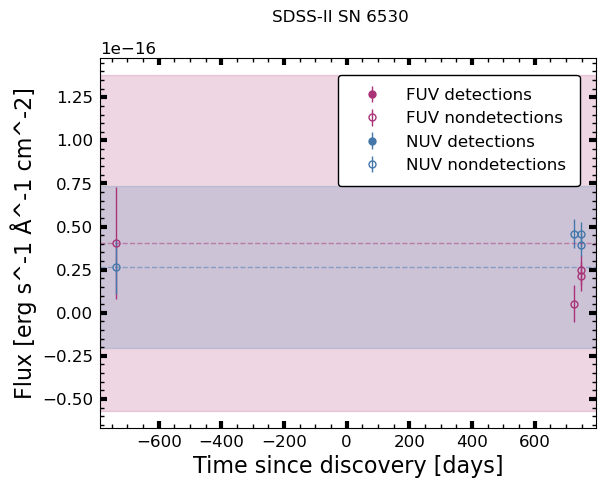 SDSS-II SN 6530
1e−16
FUV detections
FUV nondetections
NUV detections
NUV nondetections
1.25
1.00
0.75
0.50
0.25
0.00
−0.25
−0.50
Flux [erg s^-1 Å^-1 cm^-2]
−600 −400 −200 0 200 400 600
Time since discovery [days]